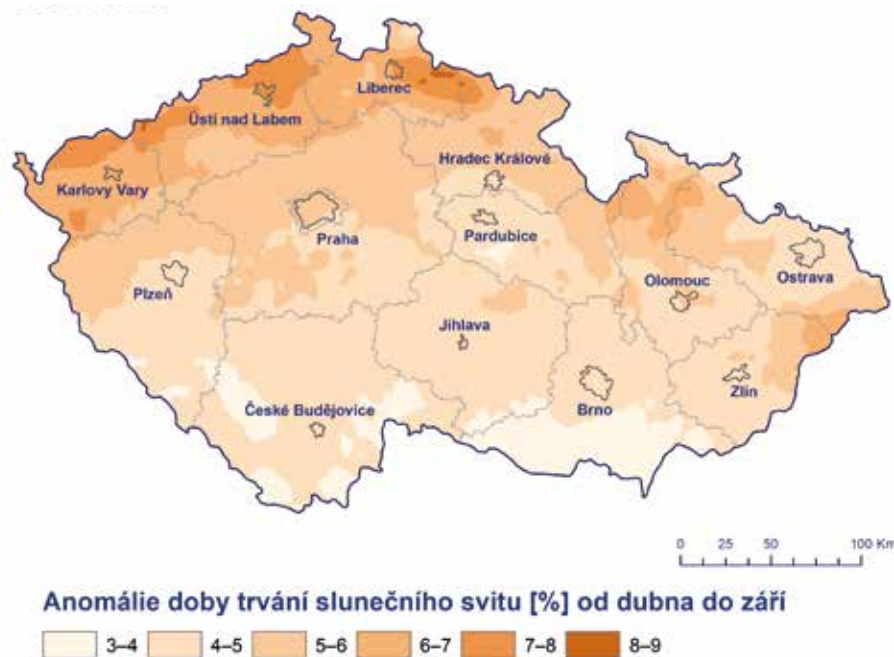 Liberec
Ústí nad Labem
Hradec Králové
Karlovy Vary
Praha
Pardubice
Plzeň
Olomouc
Ostrava
Jihlava
Zlín
České Budějovice
Brno
0 25 50 100 Km
Anomálie doby trvání slunečního svitu [%] od dubna do září
3–4 4–5 5–6 6–7 7–8 8–9